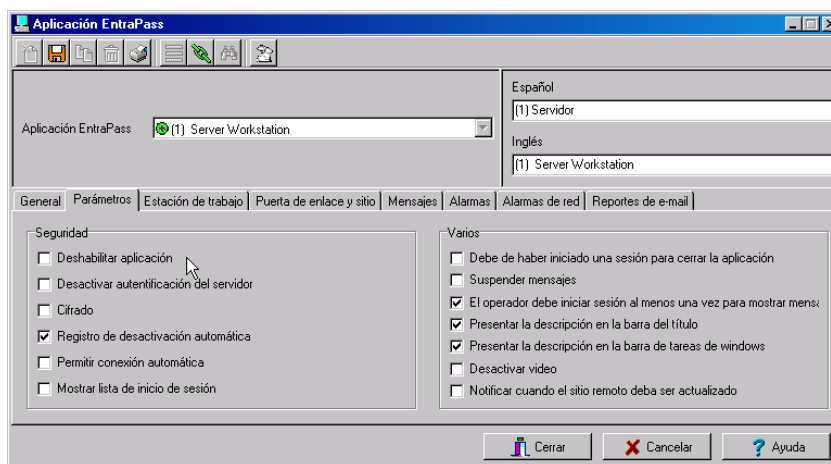 Aplicación EntraPass
Español
(1) Servidor
Aplicación EntraPass
(1) Server Workstation
Inglés
(1) Server Workstation
General Parámetros Estación de trabajo Puerta de enlace y sitio Mensajes Alarmas Alarmas de red Reportes de e-mail
Seguridad
Deshabilitar aplicación
Desactivar autentificación del servidor
Cifrado
Registro de desactivación automática
Permitir conexión automática
Mostrar lista de inicio de sesión
Varios
Debe de haber iniciado una sesión para cerrar la aplicación
Suspender mensajes
El operador debe iniciar sesión al menos una vez para mostrar mensa
Presentar la descripción en la barra del título
Presentar la descripción en la barra de tareas de windows
Desactivar video
Notificar cuando el sitio remoto deba ser actualizado
Cerrar Cancelar Ayuda